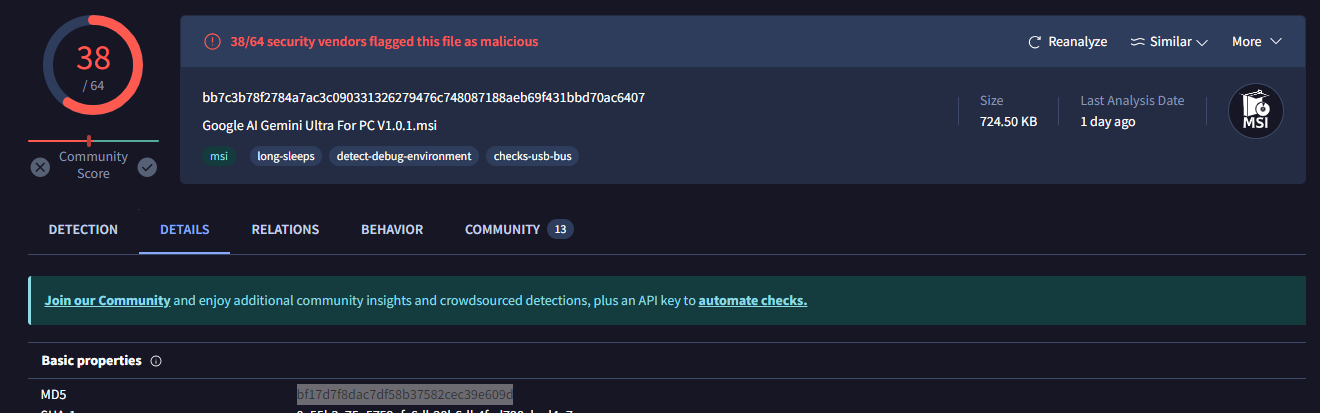 38
/ 64
Community
Score
38/64 security vendors flagged this file as malicious
Reanalyze
Similar
More
bb7c3b78f2784a7ac3c090331326279476c748087188aeb69f431bbd70ac6407
Google AI Gemini Ultra For PC V1.0.1.msi
msi
long-sleeps
detect-debug-environment
checks-usb-bus
Size
724.50 KB
Last Analysis Date
1 day ago
MSI
DETECTION
DETAILS
RELATIONS
BEHAVIOR
COMMUNITY 13
Join our Community and enjoy additional community insights and crowdsourced detections, plus an API key to automate checks.
Basic properties
MD5
bf17d7f8dac7df58b37582cec39e609d